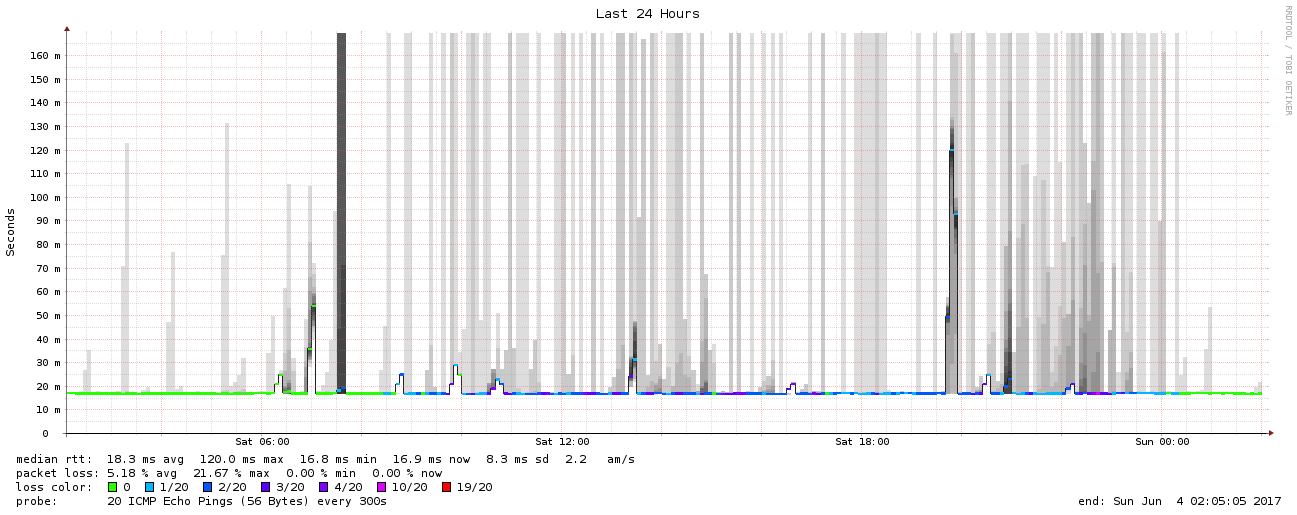 Last 24 Hours
RRDTOOL / TOBI OETIKER
Seconds
160 m
150 m
140 m
130 m
120 m
110 m
100 m
90 m
80 m
70 m
60 m
50 m
40 m
30 m
20 m
10 m
0
Sat 06:00 Sat 12:00 Sat 18:00 Sun 00:00
median rtt: 18.3 ms avg 120.0 ms max 16.8 ms min 16.9 ms now 8.3 ms sd 2.2 am/s
packet loss: 5.18 % avg 21.67 % max 0.00 % min 0.00 % now
loss color: 0 1/20 2/20 3/20 4/20 10/20 19/20
probe: 20 ICMP Echo Pings (56 Bytes) every 300s end: Sun Jun 4 02:05:05 2017